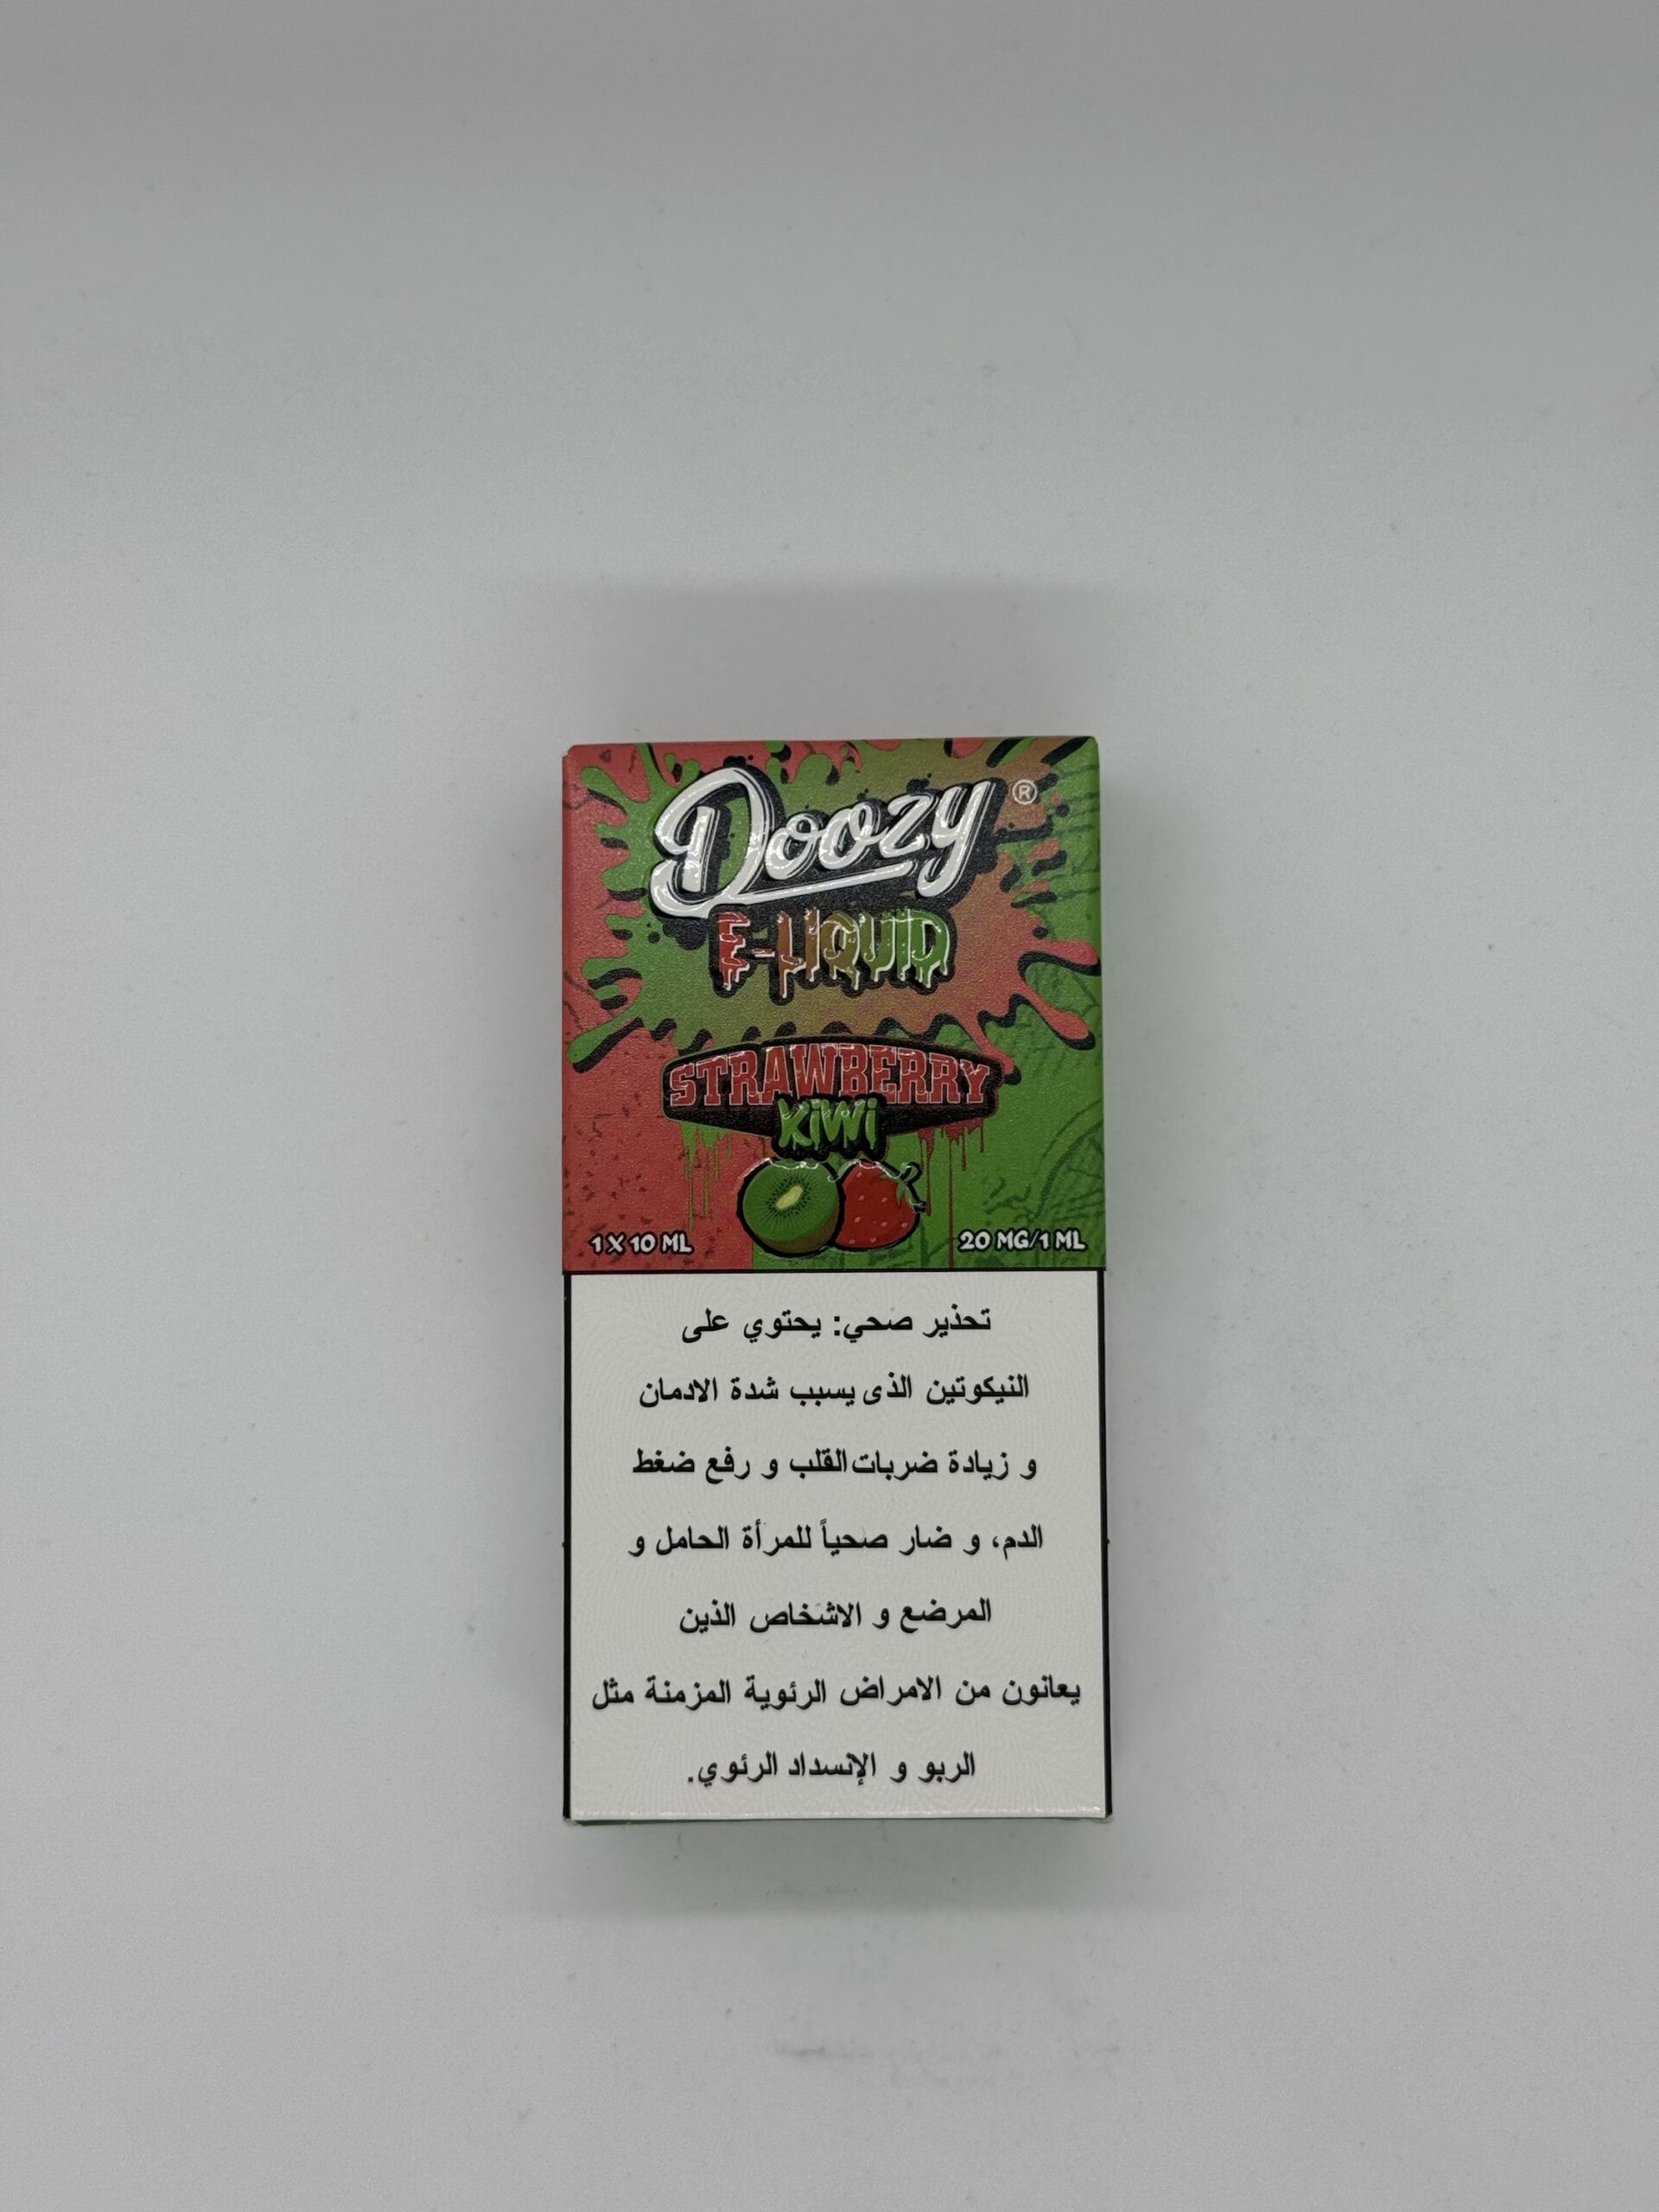 Doozy®
E-LIQUID
STRAWBERRY
KiWi
1 X 10 ML
20 MG/1 ML
تحذير صحي: يحتوي على
النيكوتين الذى يسبب شدة الادمان
و زيادة ضربات القلب و رفع ضغط
الدم، و ضار صحياً للمرأة الحامل و
المرضع و الاشخاص الذين
يعانون من الامراض الرئوية المزمنة مثل
الربو و الإنسداد الرئوي.